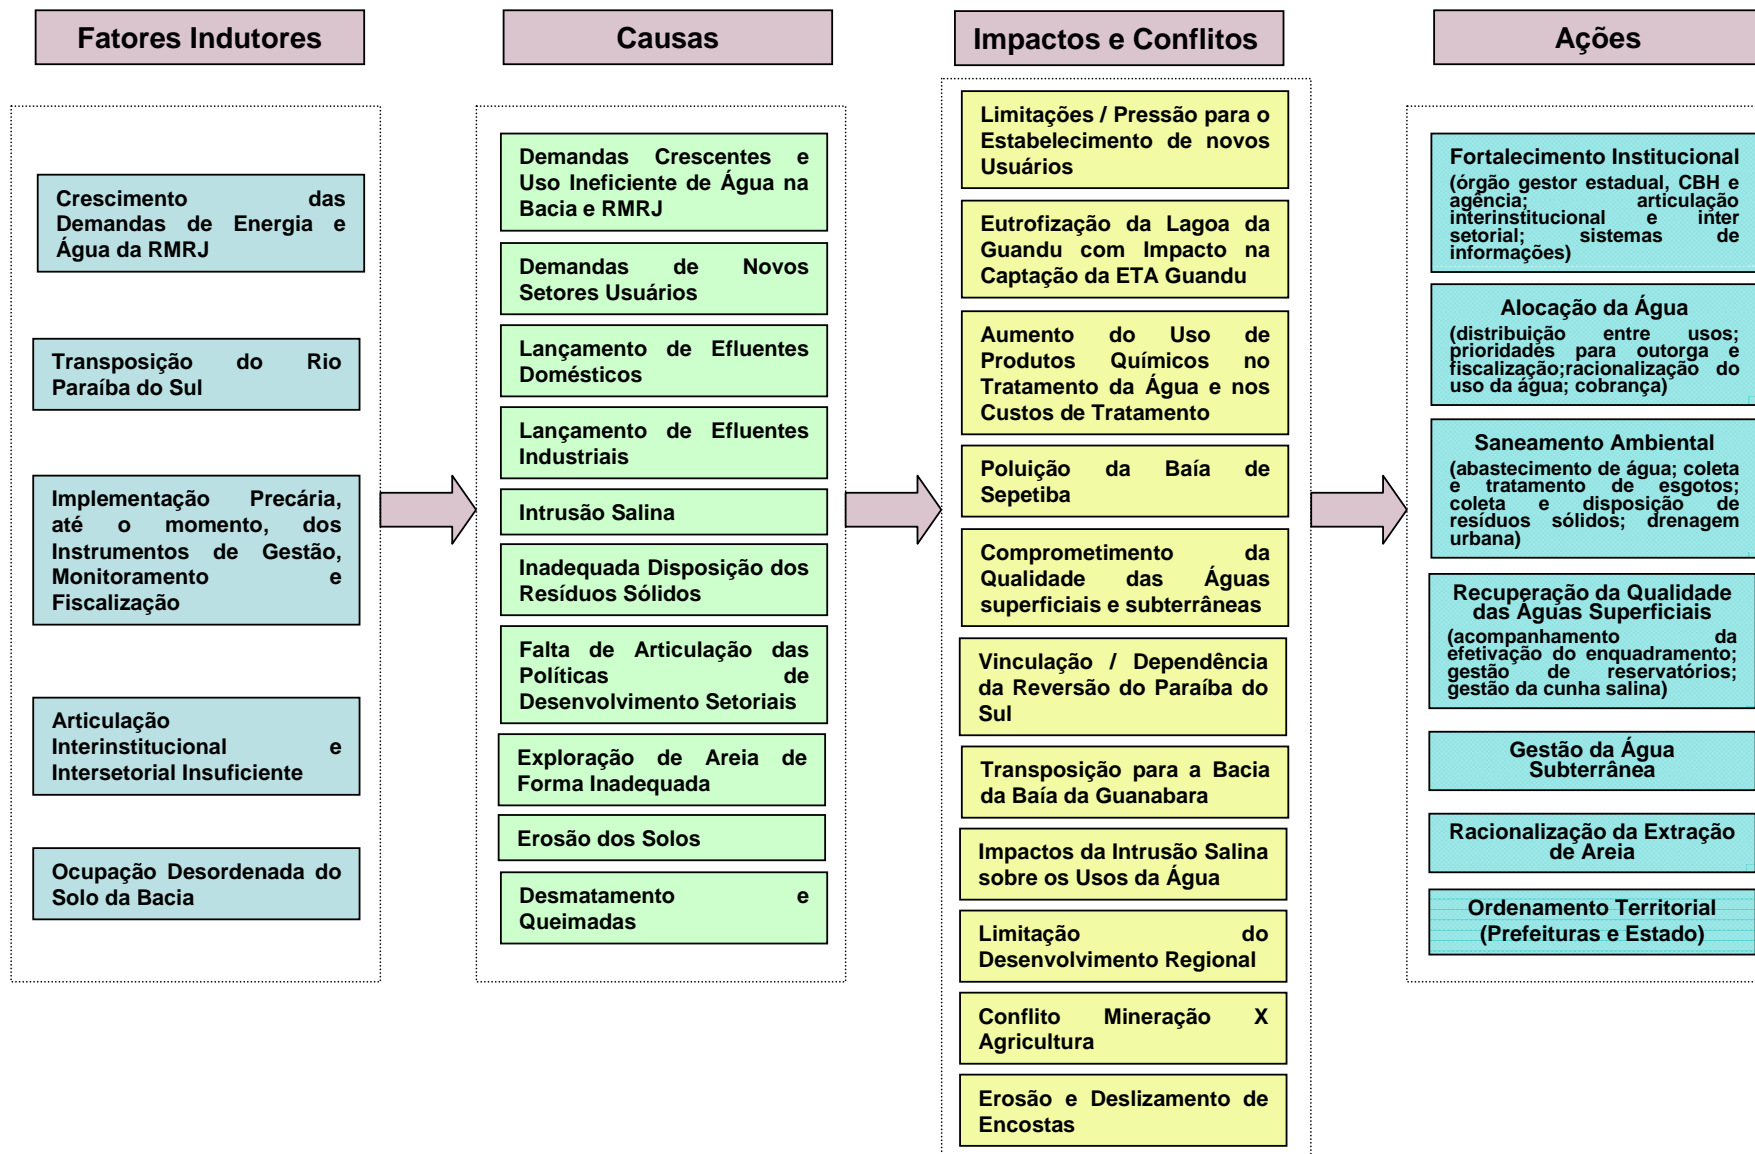 Fatores Indutores
Crescimento das
Demandas de Energia e
Água da RMRJ
Transposição do Rio
Paraíba do Sul
Implementação Precária,
até o momento, dos
Instrumentos de Gestão,
Monitoramento e
Fiscalização
Articulação
Interinstitucional e
Intersetorial Insuficiente
Ocupação Desordenada do
Solo da Bacia
Causas
Demandas Crescentes e
Uso Ineficiente de Água na
Bacia e RMRJ
Demandas de Novos
Setores Usuários
Lançamento de Efluentes
Domésticos
Lançamento de Efluentes
Industriais
Intrusão Salina
Inadequada Disposição dos
Resíduos Sólidos
Falta de Articulação das
Políticas de
Desenvolvimento Setoriais
Exploração de Areia de
Forma Inadequada
Erosão dos Solos
Desmatamento e
Queimadas
Impactos e Conflitos
Limitações / Pressão para o
Estabelecimento de novos
Usuários
Eutrofização da Lagoa da
Guandu com Impacto na
Captação da ETA Guandu
Aumento do Uso de
Produtos Químicos no
Tratamento da Água e nos
Custos de Tratamento
Poluição da Baía de
Sepetiba
Comprometimento da
Qualidade das Águas
superficiais e subterrâneas
Vinculação / Dependência
da Reversão do Paraíba do
Sul
Transposição para a Bacia
da Baía da Guanabara
Impactos da Intrusão Salina
sobre os Usos da Água
Limitação do
Desenvolvimento Regional
Conflito Mineração X
Agricultura
Erosão e Deslizamento de
Encostas
Ações
Fortalecimento Institucional
(órgão gestor estadual, CBH e
agência; articulação
interinstitucional e inter
setorial; sistemas de
informações)
Alocação da Água
(distribuição entre usos;
prioridades para outorga e
fiscalização;racionalização do
uso da água; cobrança)
Saneamento Ambiental
(abastecimento de água; coleta
e tratamento de esgotos;
coleta e disposição de
resíduos sólidos; drenagem
urbana)
Recuperação da Qualidade
das Águas Superficiais
(acompanhamento da
efetivação do enquadramento;
gestão de reservatórios;
gestão da cunha salina)
Gestão da Água
Subterrânea
Racionalização da Extração
de Areia
Ordenamento Territorial
(Prefeituras e Estado)